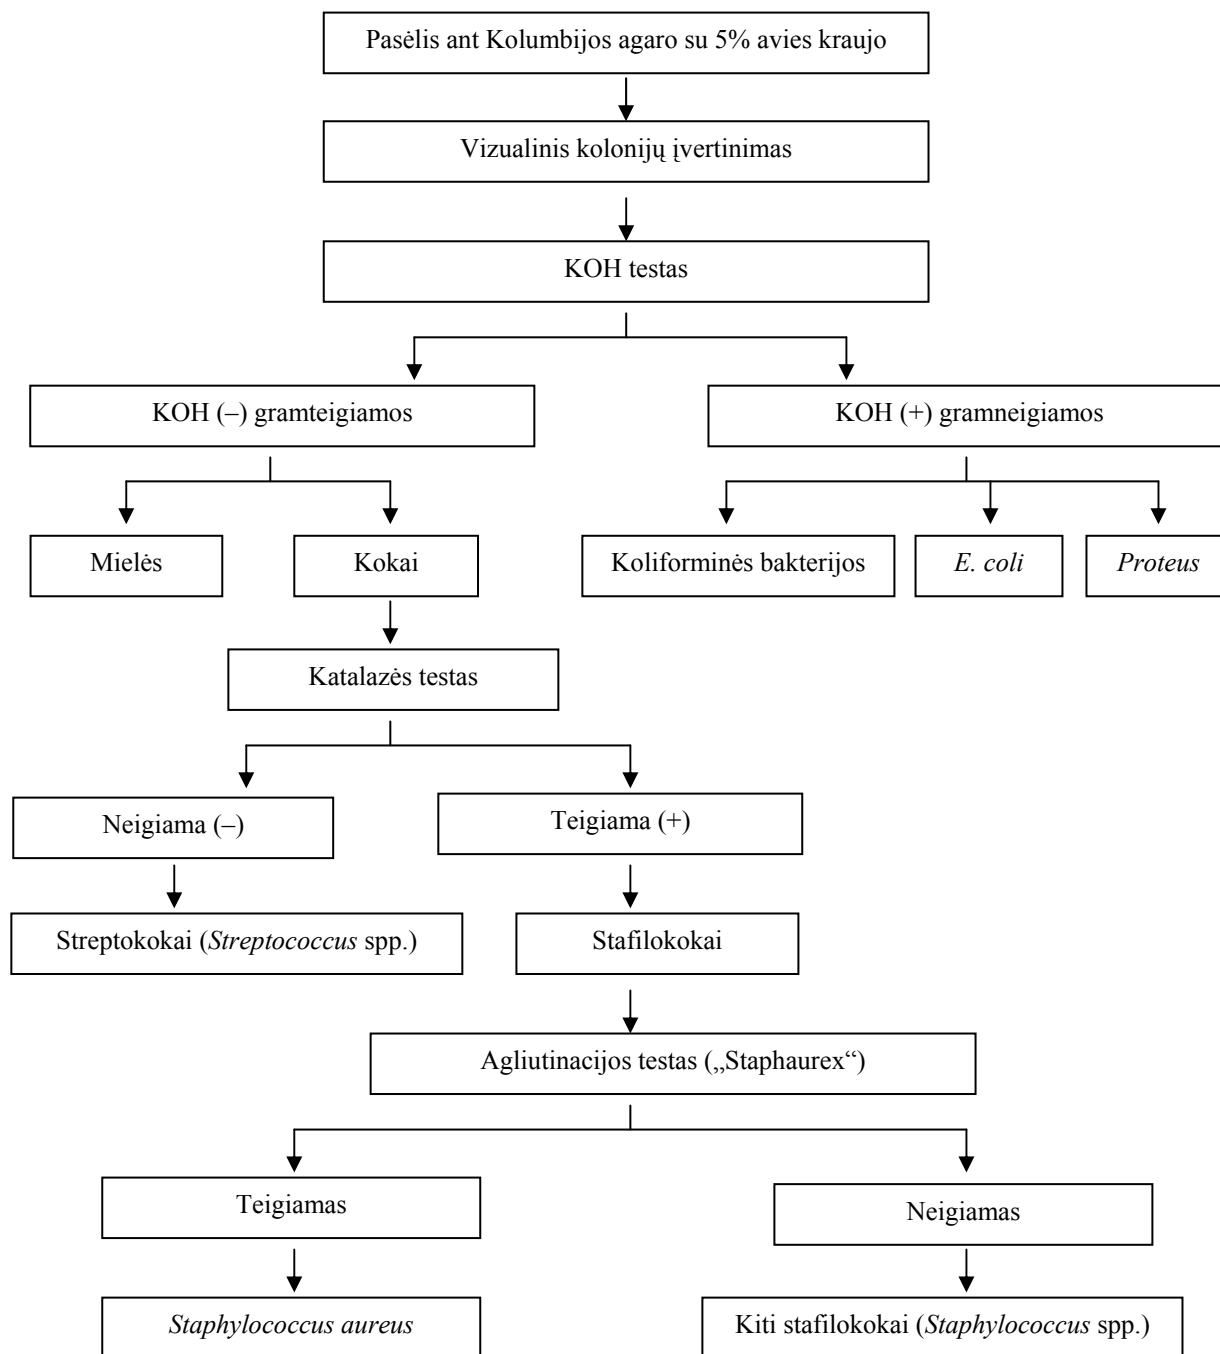 Pasėlis ant Kolumbijos agaro su 5% avies kraujo
Vizualinis kolonijų įvertinimas
KOH testas
KOH (–) gramteigiamos
KOH (+) gramneigiamos
Mielės
Kokai
Koliforminės bakterijos
E. coli
Proteus
Katalazės testas
Neigiama (–)
Teigiama (+)
Streptokokai (Streptococcus spp.)
Stafilokokai
Agliutinacijos testas („Staphaurex“)
Teigiamas
Neigiamas
Staphylococcus aureus
Kiti stafilokokai (Staphylococcus spp.)